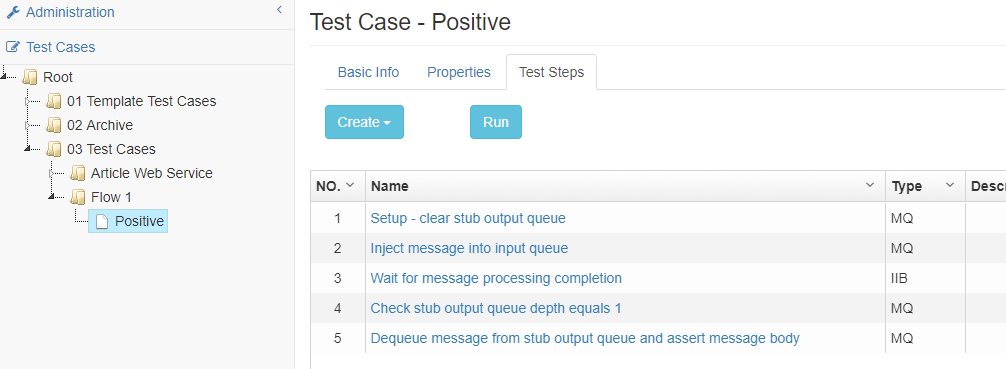 Administration
Test Cases
Root
01 Template Test Cases
02 Archive
03 Test Cases
Article Web Service
Flow 1
Positive
Test Case - Positive
Basic Info Properties Test Steps
Create Run
NO. Name Type Descr
1 Setup - clear stub output queue MQ
2 Inject message into input queue MQ
3 Wait for message processing completion IIB
4 Check stub output queue depth equals 1 MQ
5 Dequeue message from stub output queue and assert message body MQ